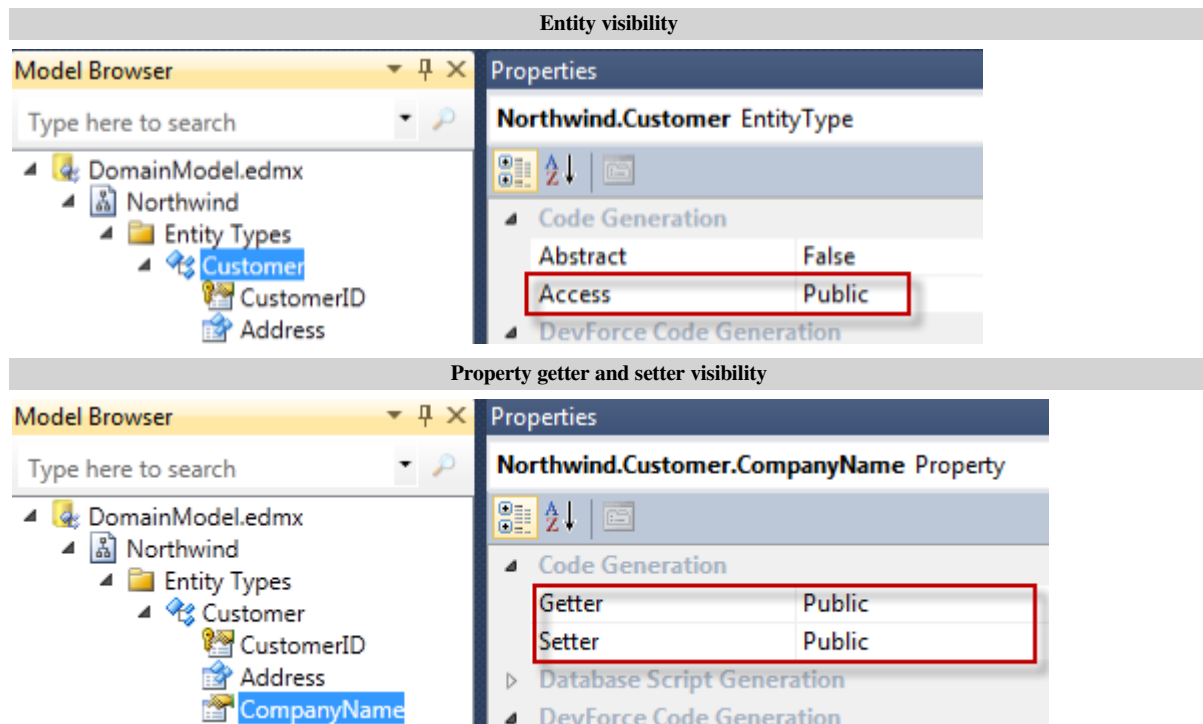 Entity visibility
Model Browser
Type here to search
DomainModel.edmx
Northwind
Entity Types
Customer
CustomerID
Address
Properties
Northwind.Customer EntityType
A
Z
Code Generation
Abstract False
Access Public
DevForce Code Generation
Property getter and setter visibility
Model Browser
Type here to search
DomainModel.edmx
Northwind
Entity Types
Customer
CustomerID
Address
CompanyName
Properties
Northwind.Customer.CompanyName Property
A
Z
Code Generation
Getter Public
Setter Public
Database Script Generation
DevForce Code Generation